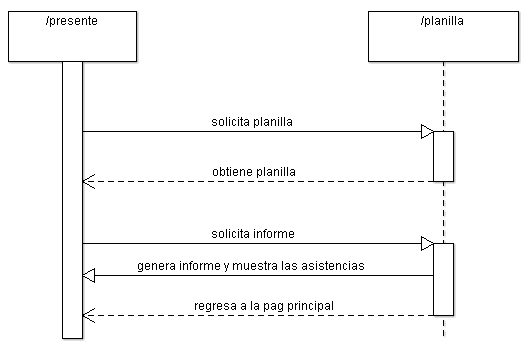 /presente
/planilla
solicita planilla
obtiene planilla
solicita informe
genera informe y muestra las asistencias
regresa a la pag principal